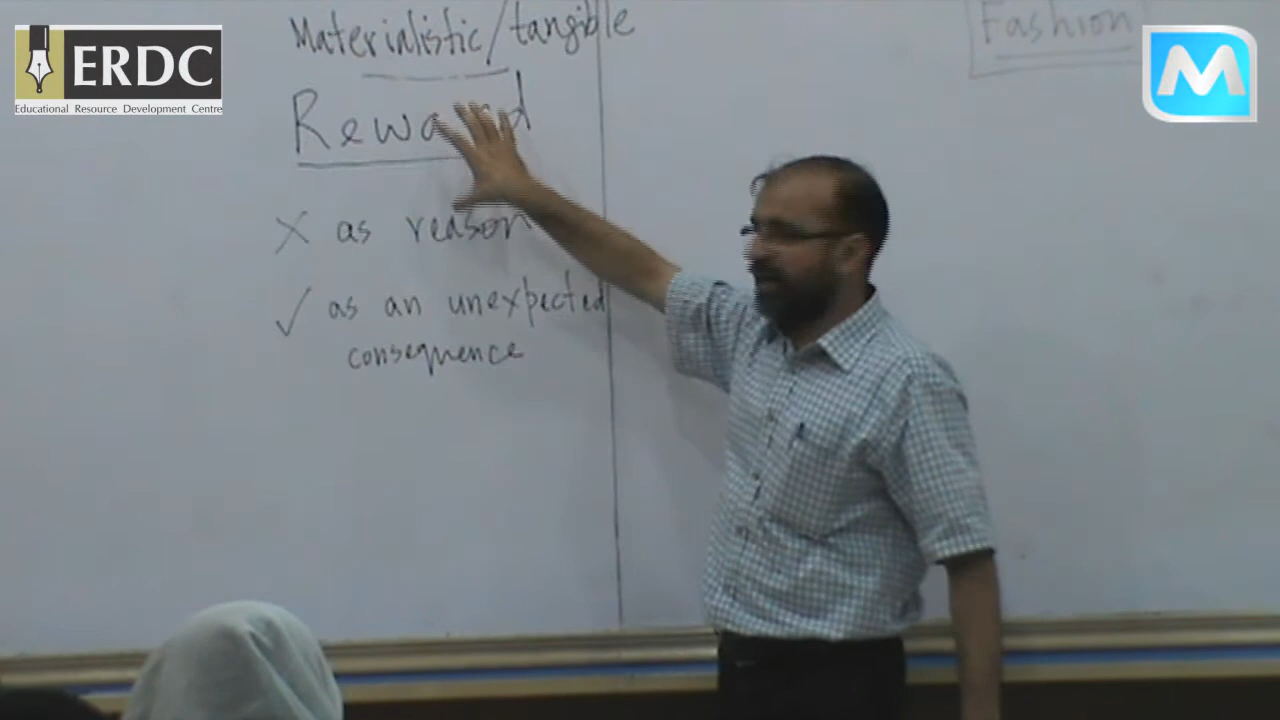 Materialistic/tangible
Reward
X as reason
✓ as an unexpected
consequence
Fashion
ERDC
Educational Resource Development Centre
M